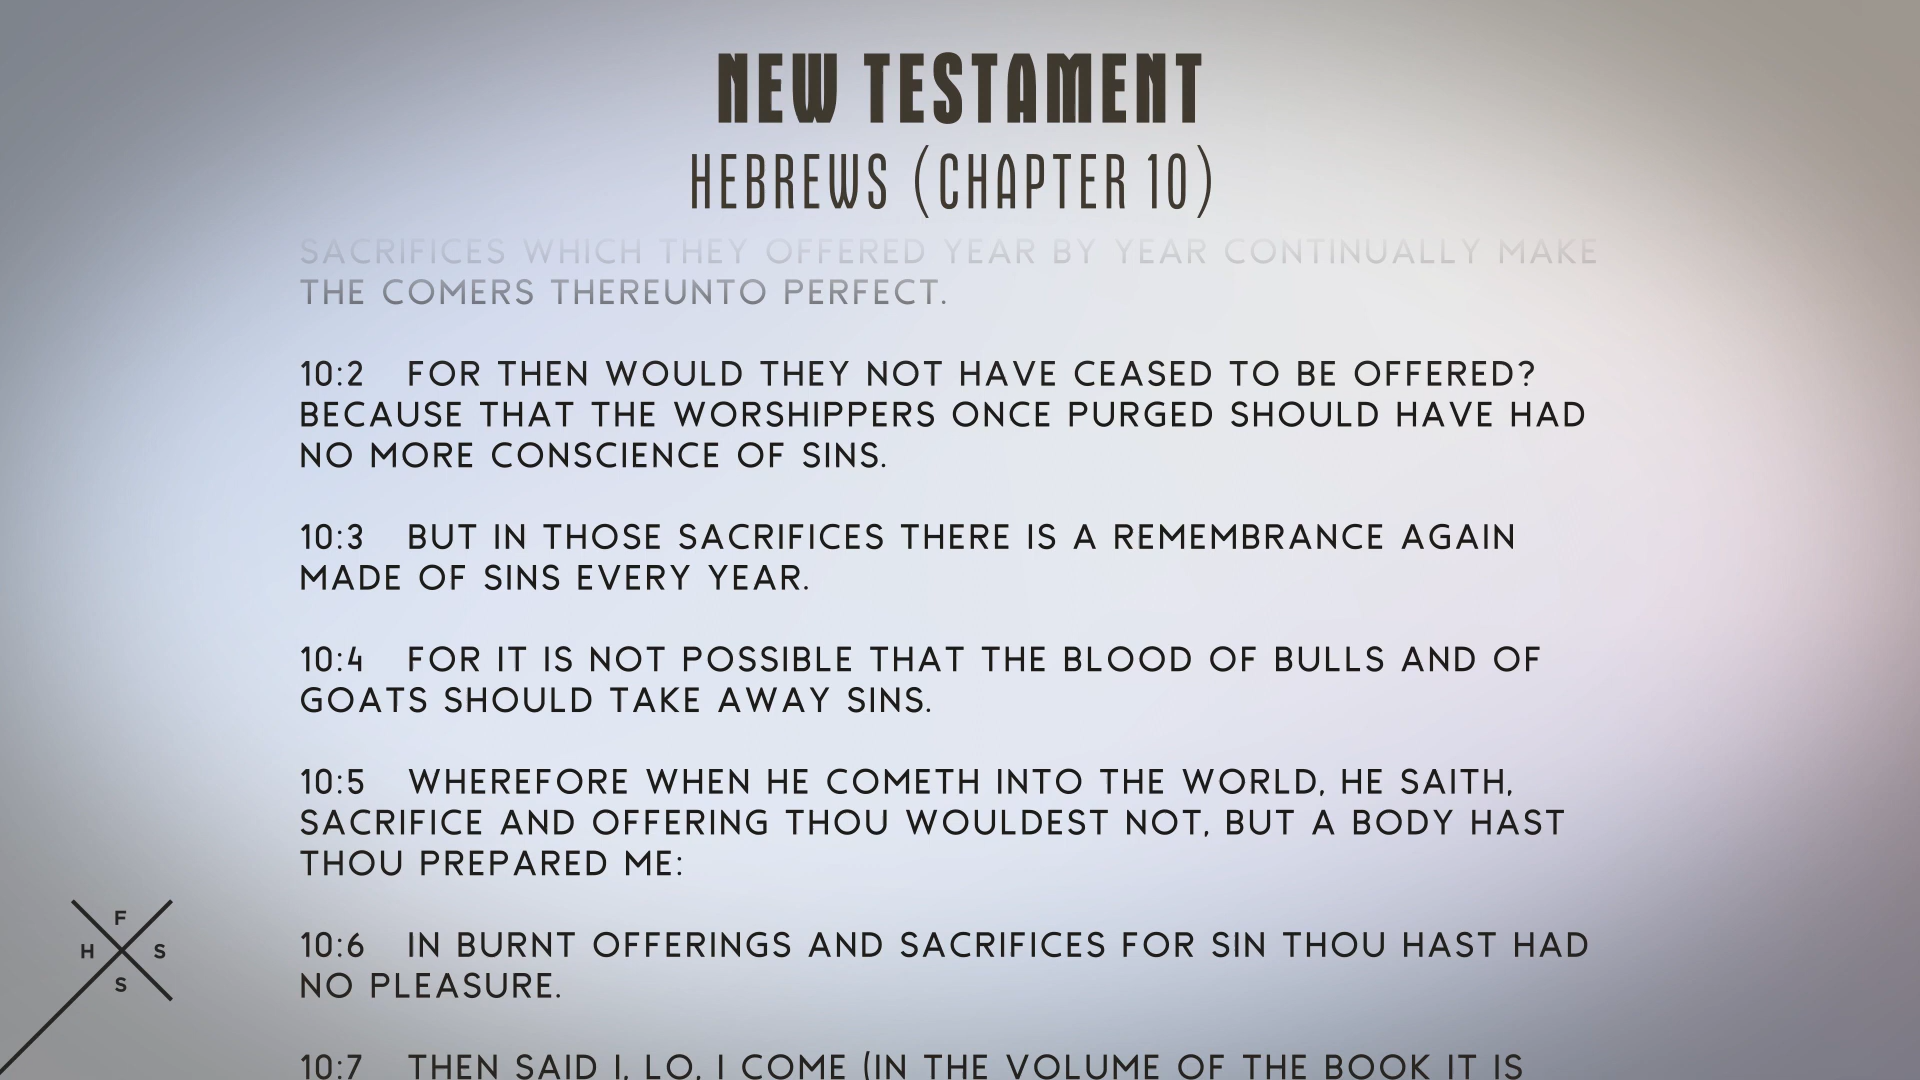 NEW TESTAMENT
HEBREWS (CHAPTER 10)
SACRIFICES WHICH THEY OFFERED YEAR BY YEAR CONTINUALLY MAKE
THE COMERS THEREUNTO PERFECT.
10:2 FOR THEN WOULD THEY NOT HAVE CEASED TO BE OFFERED?
BECAUSE THAT THE WORSHIPPERS ONCE PURGED SHOULD HAVE HAD
NO MORE CONSCIENCE OF SINS.
10:3 BUT IN THOSE SACRIFICES THERE IS A REMEMBRANCE AGAIN
MADE OF SINS EVERY YEAR.
10:4 FOR IT IS NOT POSSIBLE THAT THE BLOOD OF BULLS AND OF
GOATS SHOULD TAKE AWAY SINS.
10:5 WHEREFORE WHEN HE COMETH INTO THE WORLD, HE SAITH,
SACRIFICE AND OFFERING THOU WOULDEST NOT, BUT A BODY HAST
THOU PREPARED ME:
10:6 IN BURNT OFFERINGS AND SACRIFICES FOR SIN THOU HAST HAD
NO PLEASURE.
10:7 THEN SAID I, LO, I COME (IN THE VOLUME OF THE BOOK IT IS
F
H S
S